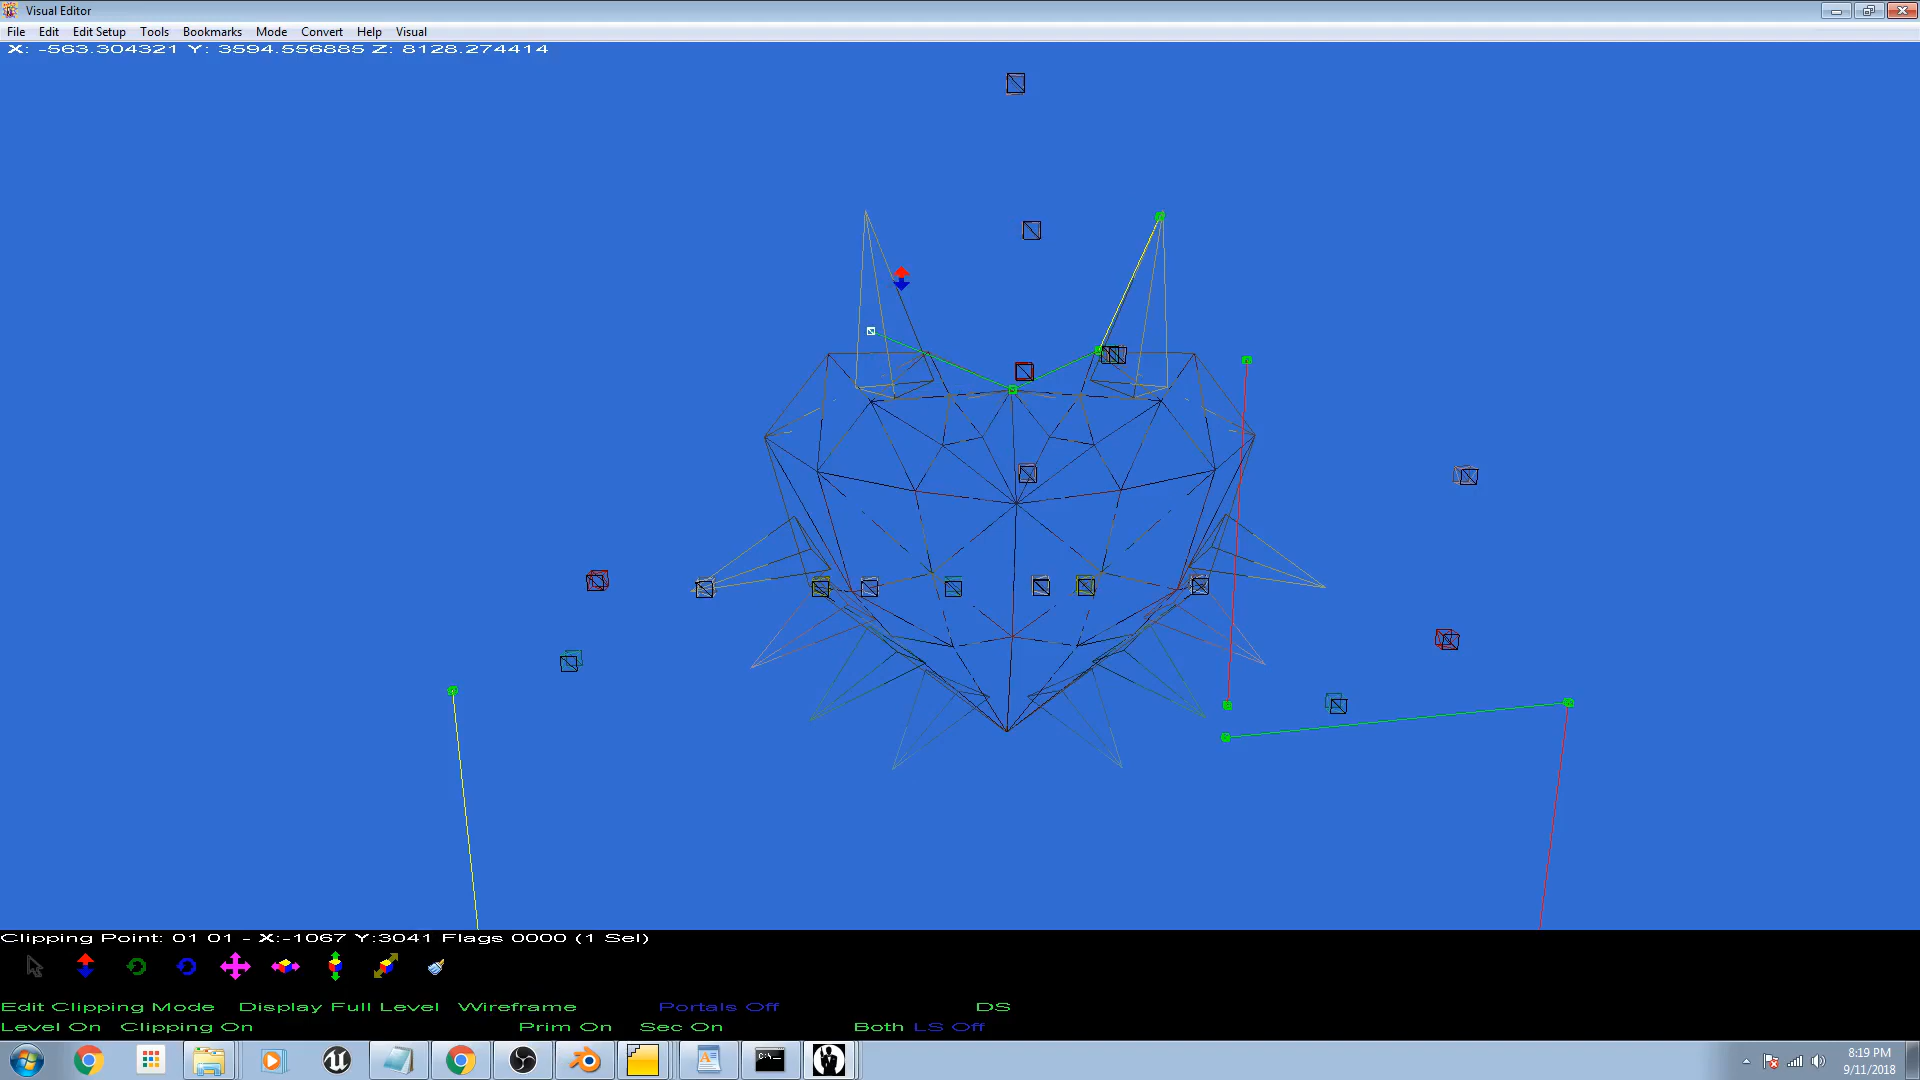 Visual Editor
File Edit Edit Setup Tools Bookmarks Mode Convert Help Visual
X: -563.304321 Y: 3594.556885 Z: 8128.274414
Clipping Point: 01 01 - X:-1067 Y:3041 Flags 0000 (1 Sel)
Edit Clipping Mode Display Full Level Wireframe Portals Off DS
Level On Clipping On Prim On Sec On Both LS Off
C:\_
8:19 PM
9/11/2018